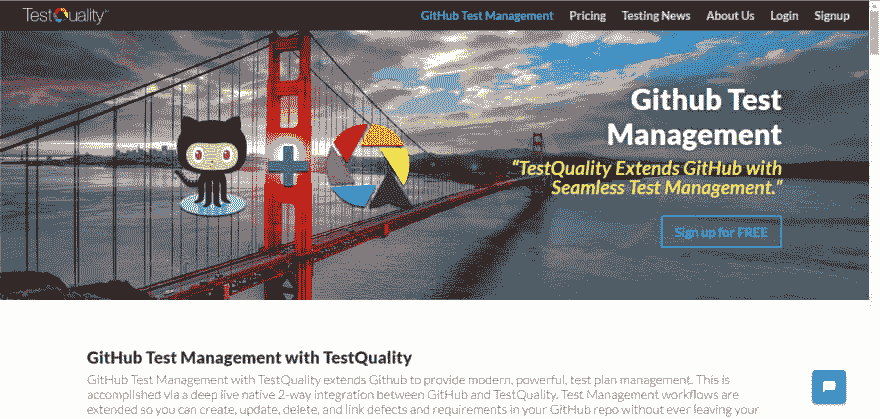 TestQuality
GitHub Test Management Pricing Testing News About Us Login Signup
Github Test
Management
"TestQuality Extends GitHub with
Seamless Test Management."
Sign up for FREE
GitHub Test Management with TestQuality
GitHub Test Management with TestQuality extends Github to provide modern, powerful, test plan management. This is
accomplished via a deep live native 2-way integration between GitHub and TestQuality. Test Management workflows are
extended so you can create, update, delete, and link defects and requirements in your GitHub repo without ever leaving your